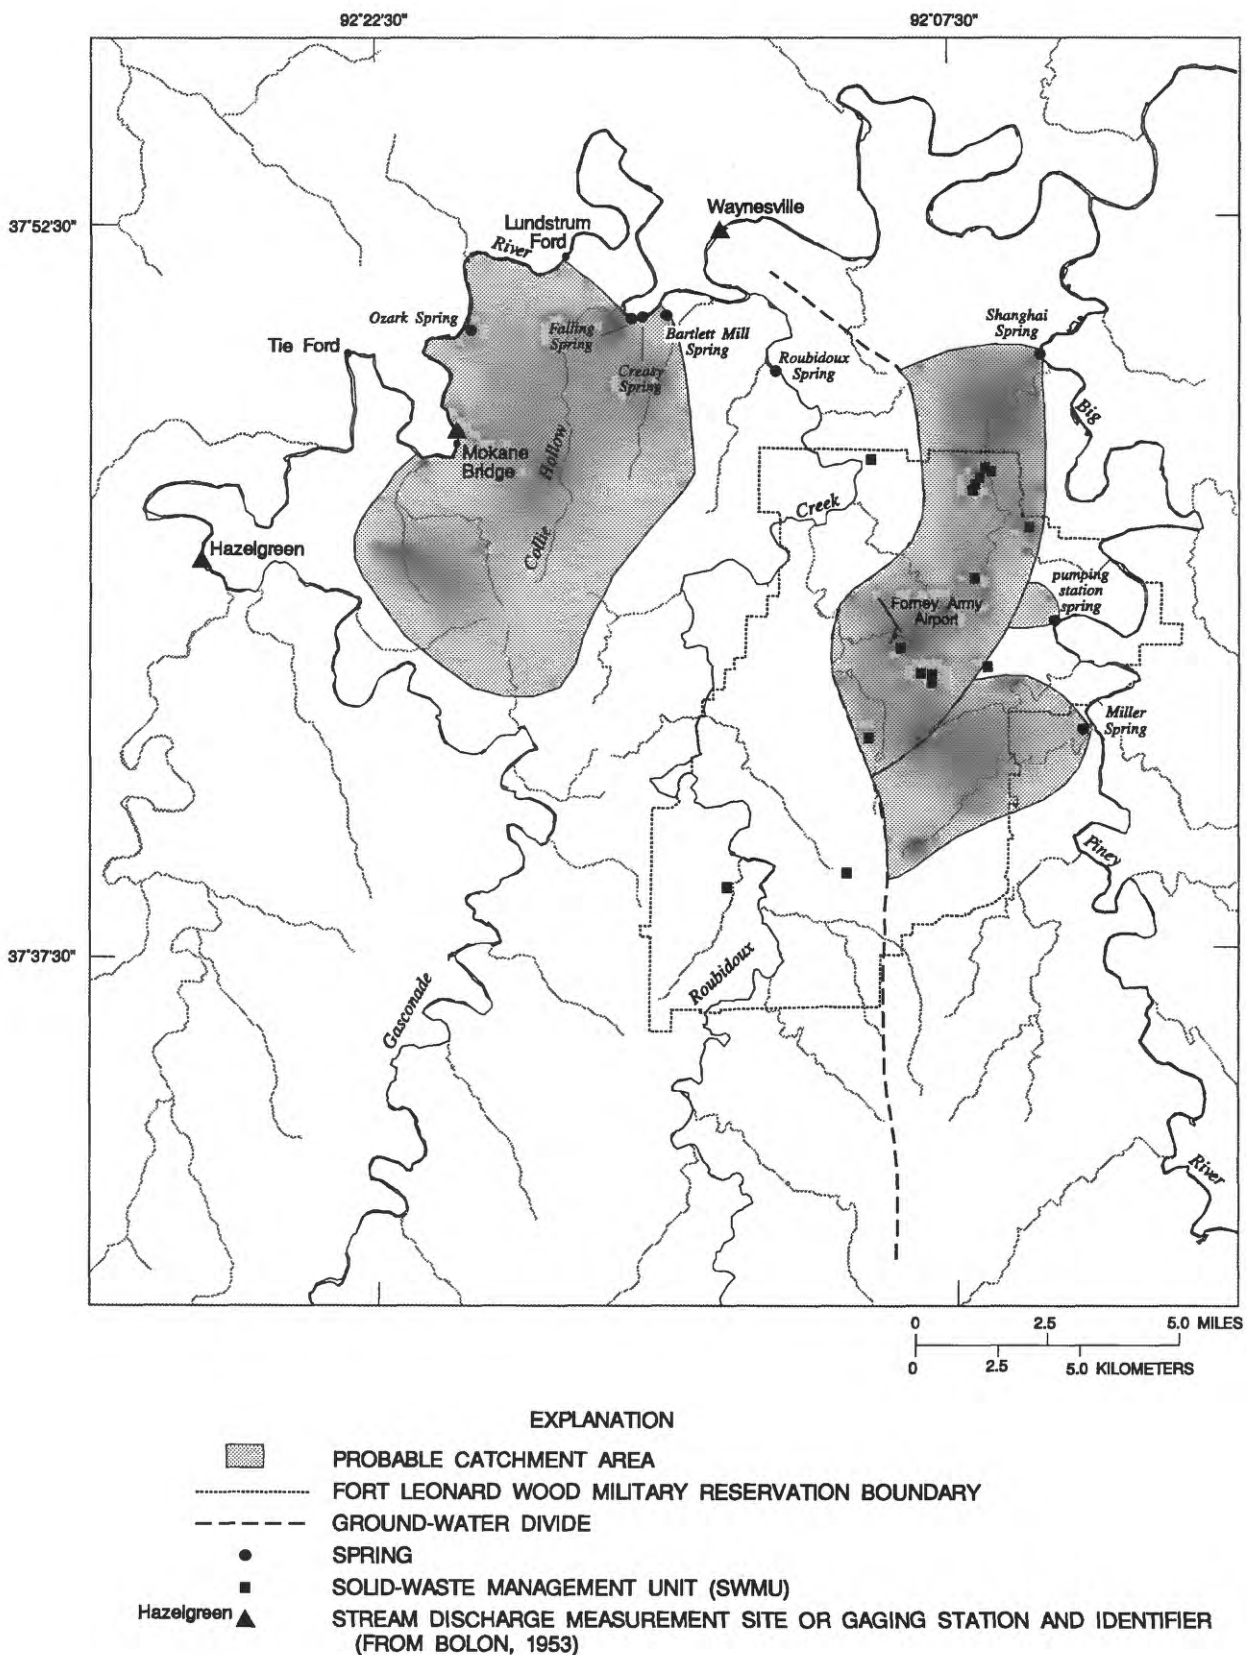 92°22'30"
92°07'30"
37°52'30"
Waynesville
Lundstrum
Ford
River
Ozark Spring
Falling
Spring
Bartlett Mill
Spring
Shanghai
Spring
Tie Ford
Creasy
Spring
Roubidoux
Spring
Big
Mokane
Bridge
Hollow
Creek
Hazelgreen
Collie
pumping
station
spring
Forney Army
Airport
Miller
Spring
Piney
37°37'30"
Roubidoux
Gasconade
River
0 2.5 5.0 MILES
0 2.5 5.0 KILOMETERS
EXPLANATION
PROBABLE CATCHMENT AREA
FORT LEONARD WOOD MILITARY RESERVATION BOUNDARY
GROUND-WATER DIVIDE
SPRING
SOLID-WASTE MANAGEMENT UNIT (SWMU)
Hazelgreen STREAM DISCHARGE MEASUREMENT SITE OR GAGING STATION AND IDENTIFIER
(FROM BOLON, 1953)